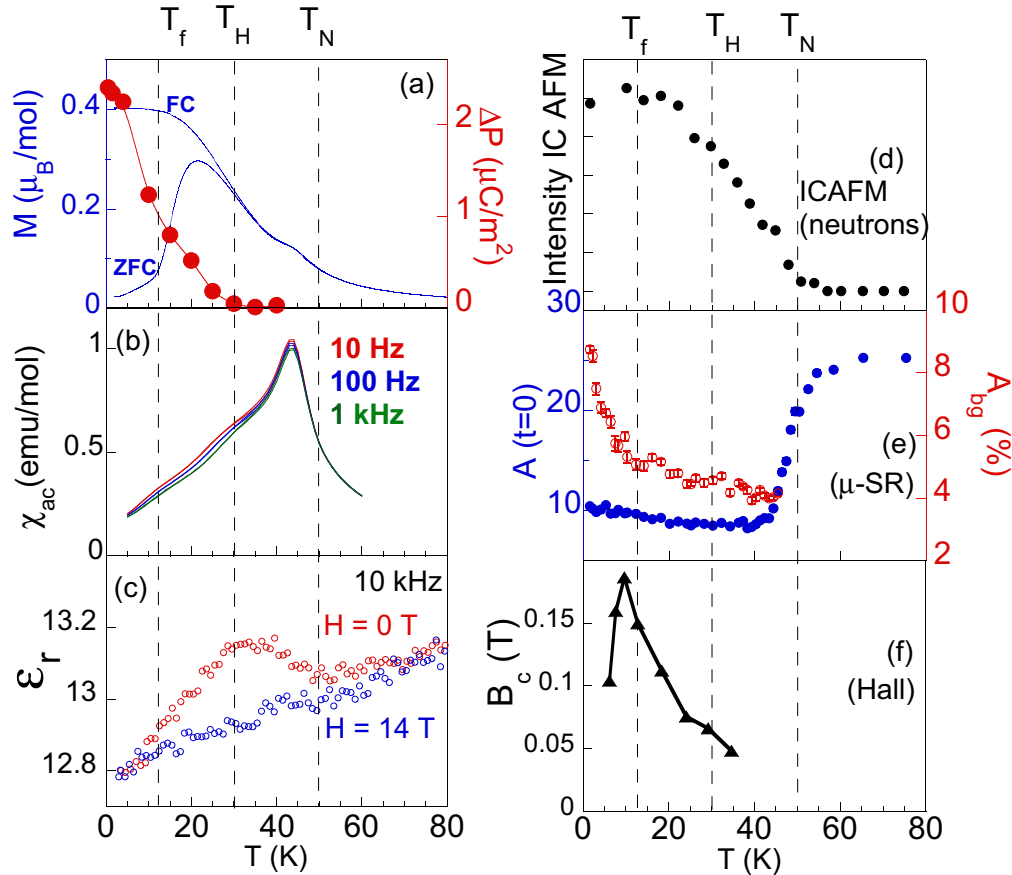 T_f T_H T_N
(a)
FC
ZFC
M (μ_B/mol)
0.4
0.2
0
ΔP (μC/m²)
2
1
0
(b)
10 Hz
100 Hz
1 kHz
χ_ac (emu/mol)
1
0.5
0
(c)
10 kHz
H = 0 T
H = 14 T
ε_r
13.2
13
12.8
0 20 40 60 80
T (K)
T_f T_H T_N
Intensity IC AFM
(d)
ICAFM
(neutrons)
30
10
A (t=0)
20
10
A_bg (%)
8
6
4
2
(e)
(μ-SR)
B_c (T)
0.15
0.1
0.05
0
(f)
(Hall)
0 20 40 60 80
T (K)